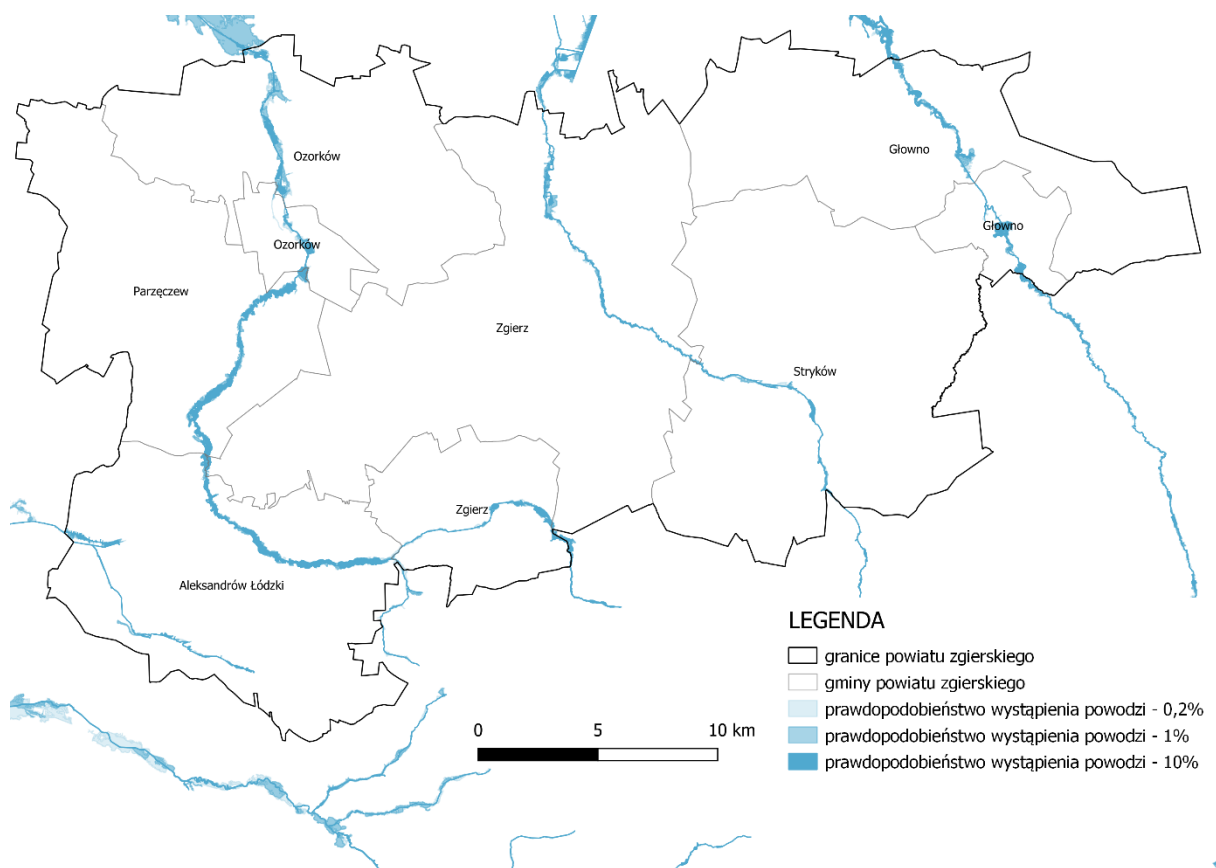 Ozorków
Głowno
Głowno
Ozorków
Parzęczew
Zgierz
Stryków
Zgierz
Aleksandrów Łódzki
LEGENDA
granice powiatu zgierskiego
gminy powiatu zgierskiego
prawdopodobieństwo wystąpienia powodzi - 0,2%
prawdopodobieństwo wystąpienia powodzi - 1%
prawdopodobieństwo wystąpienia powodzi - 10%
0 5 10 km